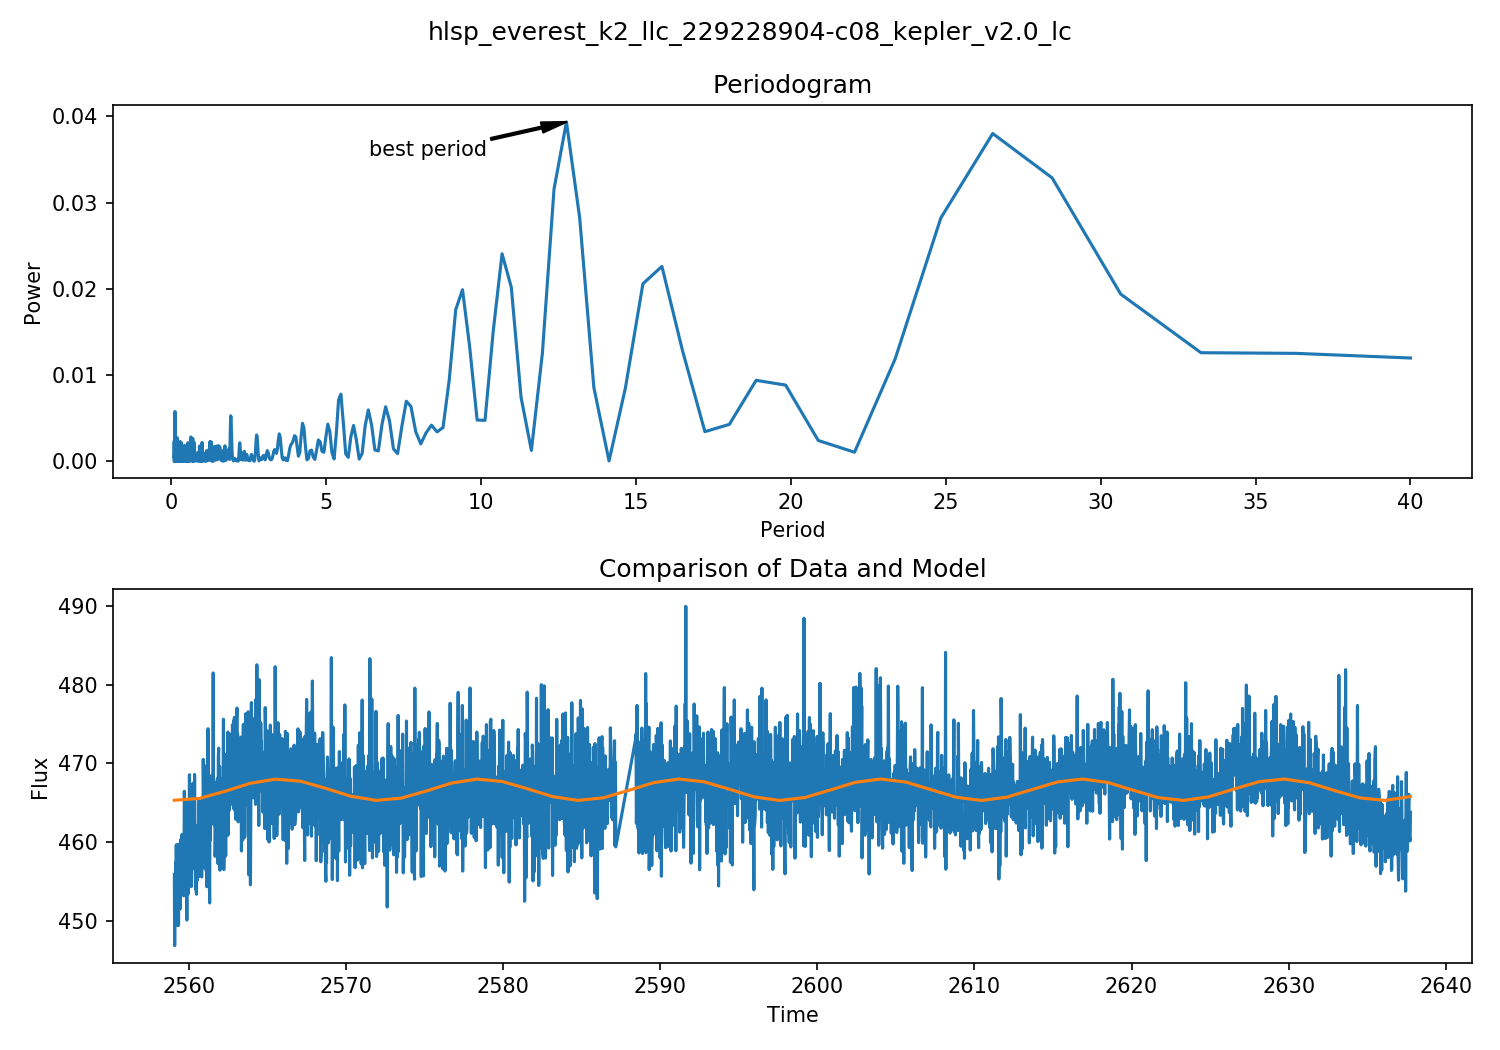 hlsp_everest_k2_llc_229228904-c08_kepler_v2.0_lc
Periodogram
0.04
0.03
0.02
0.01
0.00
Power
best period
0 5 10 15 20 25 30 35 40
Period
Comparison of Data and Model
490
480
470
460
450
Flux
2560 2570 2580 2590 2600 2610 2620 2630 2640
Time